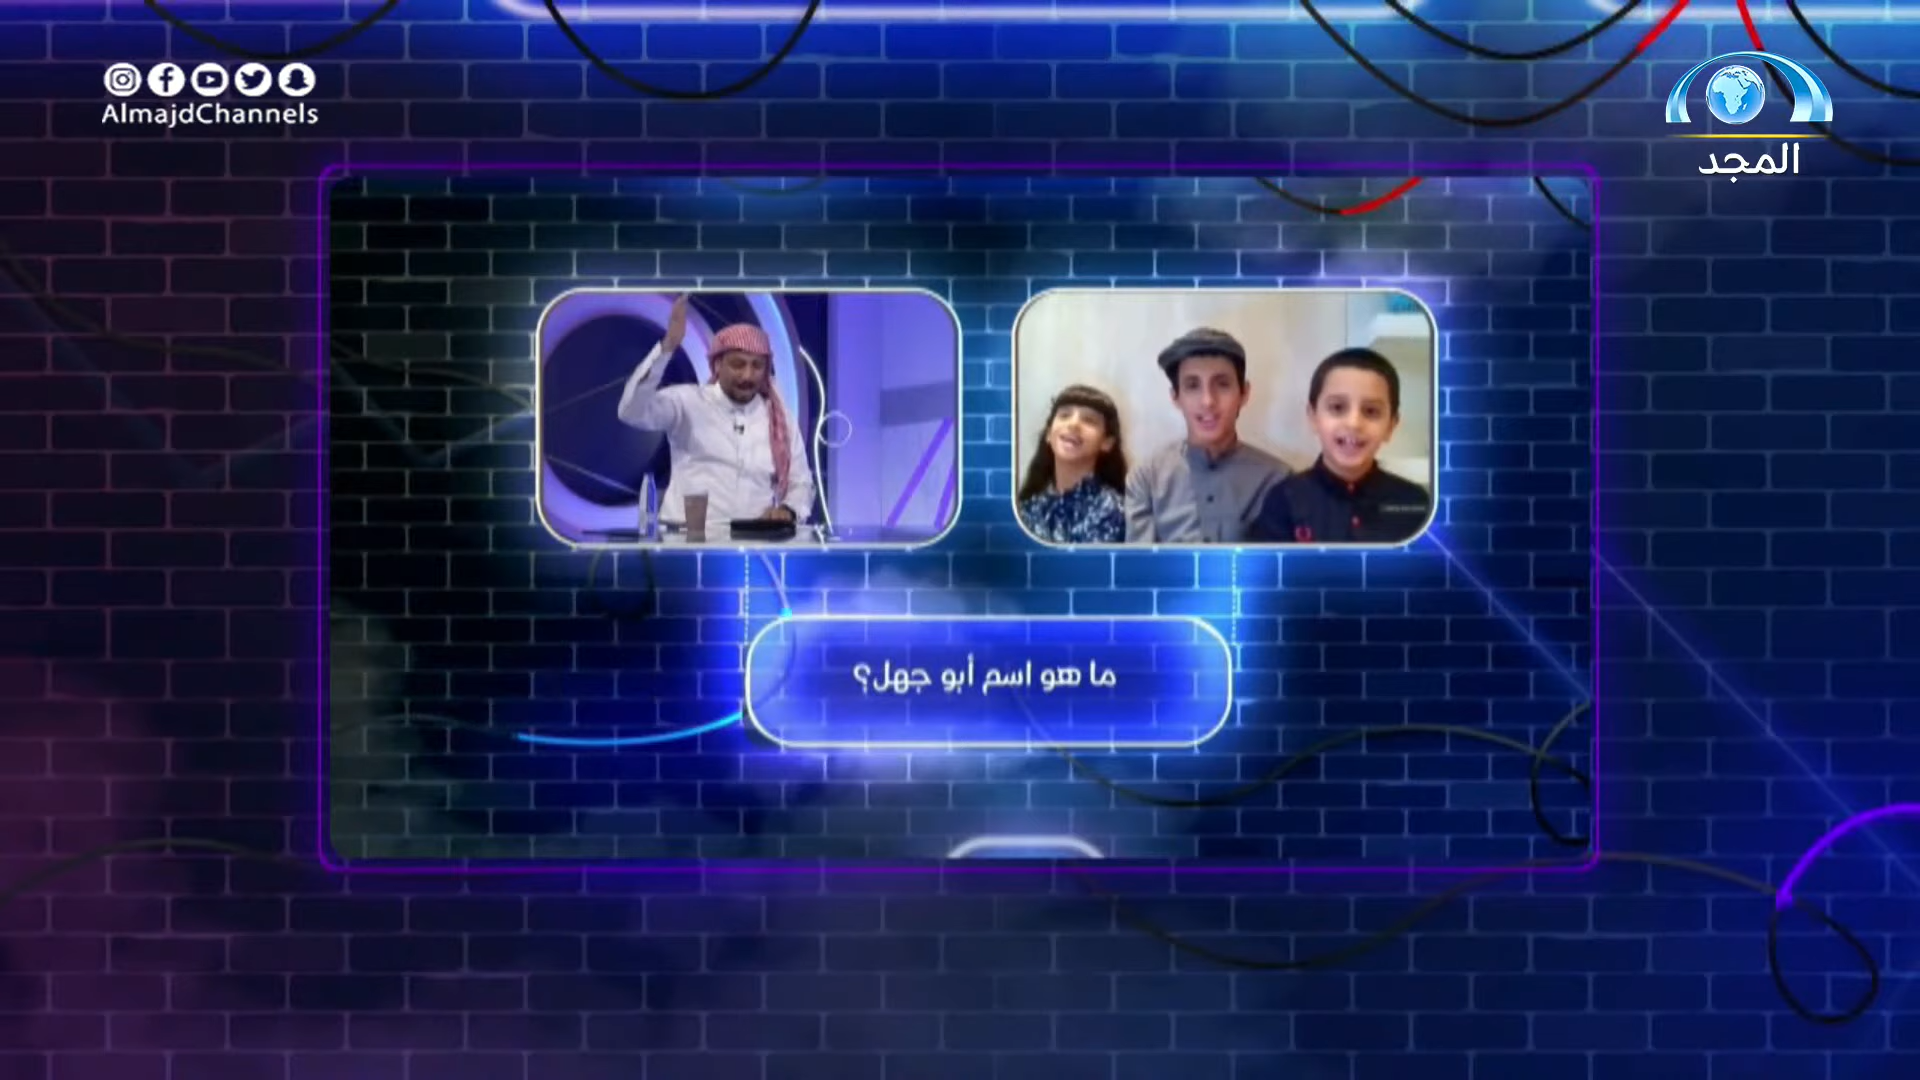 AlmajdChannels
المجد
ما هو اسم أبو جهل؟